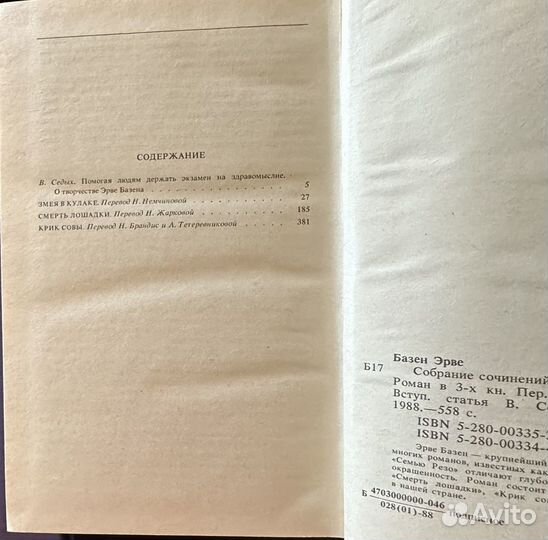 СОДЕРЖАНИЕ
В. Седых. Помогая людям держать экзамен на здравомыслие.
О творчестве Эрве Базена . . . . . . . . . . 5
ЗМЕЯ В КУЛАКЕ. Перевод Н. Немчиновой . . . . . . . 27
СМЕРТЬ ЛОШАДКИ. Перевод Н. Жарковой . . . . . . . 185
КРИК СОВЫ. Перевод Н. Брандис и А. Тетеревниковой . . . 381
Базен Эрве
Б17 Собрание сочинений
Роман в 3-х кн. Пер.
Вступ. статья В. С
1988.—558 с.
ISBN 5-280-00335-
ISBN 5-280-00334-
Эрве Базен — крупнейший
многих романов, известных как
«Семью Резо» отличают глубо
окрашенность. Роман состоит
«Смерть лошадки», «Крик со
в нашей стране.
Б 4703000000-046
028(01)-88 подписное
Avito